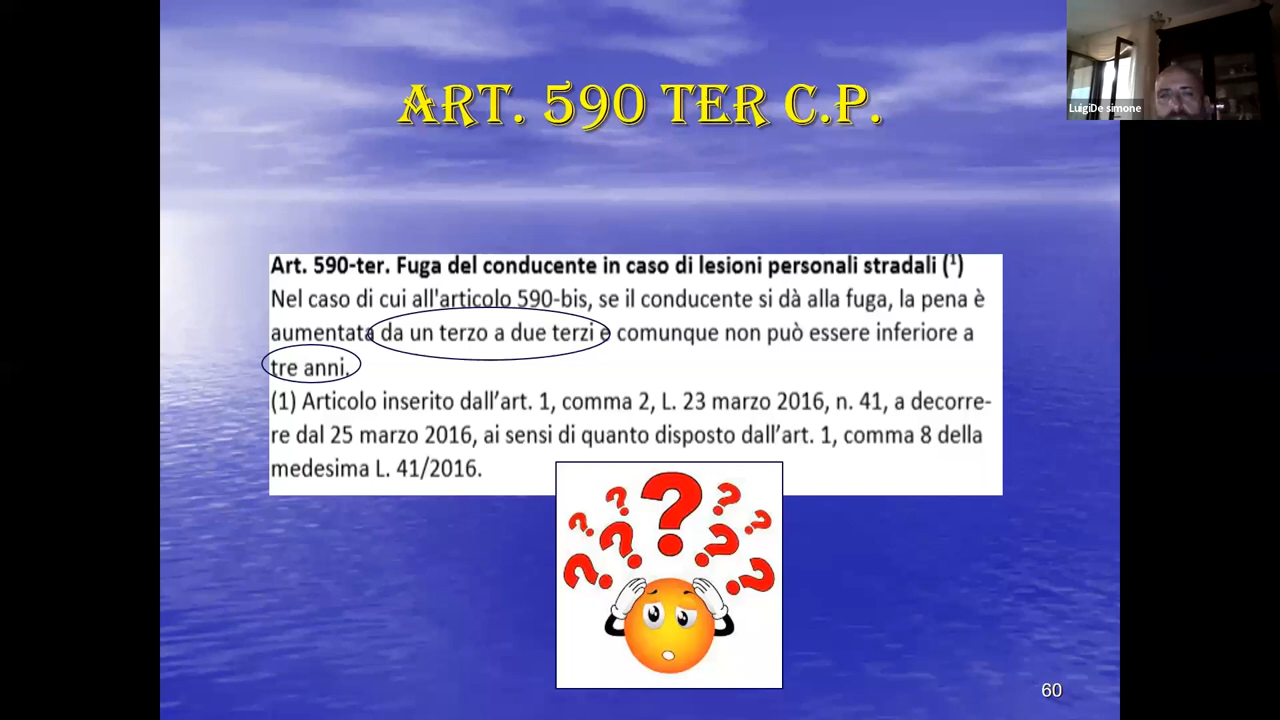 ART. 590 TER C.P.
LuigiDe simone
Art. 590-ter. Fuga del conducente in caso di lesioni personali stradali (¹)
Nel caso di cui all'articolo 590-bis, se il conducente si dà alla fuga, la pena è
aumentata da un terzo a due terzi e comunque non può essere inferiore a
tre anni.
(1) Articolo inserito dall’art. 1, comma 2, L. 23 marzo 2016, n. 41, a decorre-
re dal 25 marzo 2016, ai sensi di quanto disposto dall’art. 1, comma 8 della
medesima L. 41/2016.
? ? ? ? ? ? ? ? ?
60